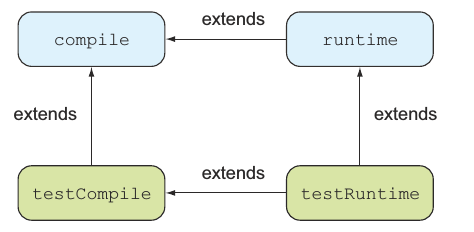 extends
compile
runtime
extends
extends
extends
testCompile
testRuntime